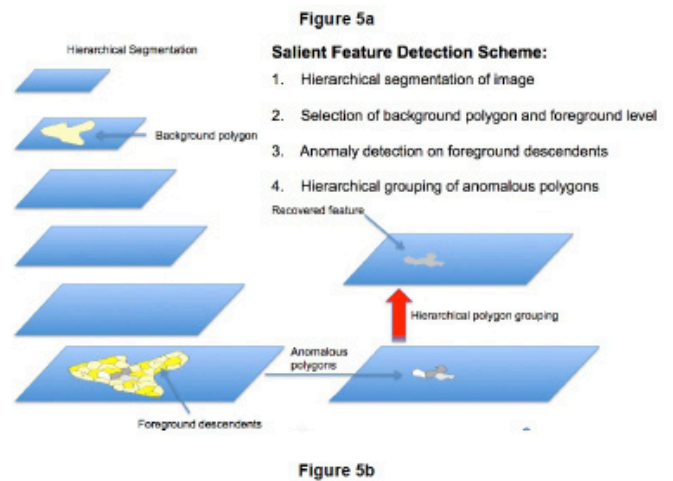 Figure 5a
Hierarchical Segmentation
Salient Feature Detection Scheme:
1. Hierarchical segmentation of image
2. Selection of background polygon and foreground level
3. Anomaly detection on foreground descendents
4. Hierarchical grouping of anomalous polygons
Background polygon
Recovered feature
Hierarchical polygon grouping
Anomalous
polygons
Foreground descendents
Figure 5b